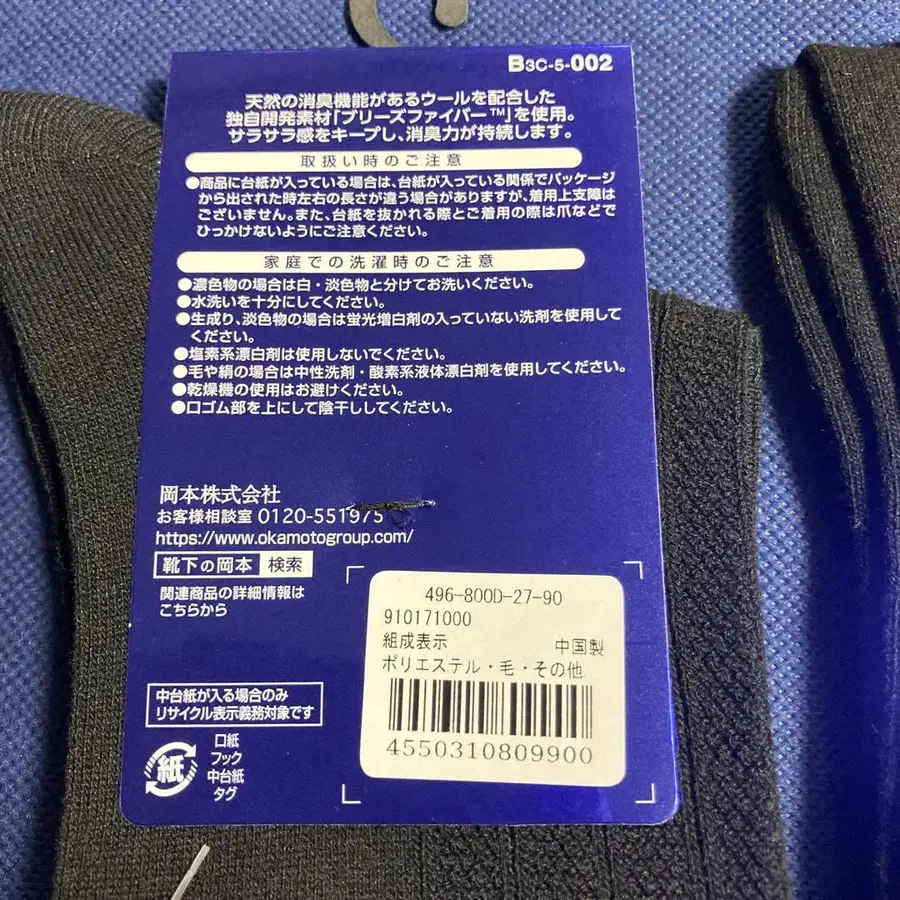 B3C-5-002
天然の消臭機能があるウールを配合した
独自開発素材「ブリーズファイバー™」を使用。
サラサラ感をキープし、消臭力が持続します。
取扱い時のご注意
●商品に台紙が入っている場合は、台紙が入っている関係でパッケージ
から出された時左右の長さが違う場合がありますが、着用上支障は
ございません。また、台紙を抜かれる際とご着用の際は爪などで
ひっかけないようにご注意ください。
家庭での洗濯時のご注意
●濃色物の場合は白・淡色物と分けてお洗いください。
●水洗いを十分にしてください。
●生成り、淡色物の場合は蛍光増白剤の入っていない洗剤を使用して
ください。
●塩素系漂白剤は使用しないでください。
●毛や絹の場合は中性洗剤・酸素系液体漂白剤を使用してください。
●乾燥機の使用はお避けください。
●口ゴム部を上にして陰干ししてください。
岡本株式会社
お客様相談室 0120-551975
https://www.okamotogroup.com/
靴下の岡本 検索
関連商品の詳細情報は
こちらから
496-800D-27-90
910171000
組成表示 中国製
ポリエステル・毛・その他
4550310809900
中台紙が入る場合のみ
リサイクル表示義務対象です
紙
口紙
フック
中台紙
タグ